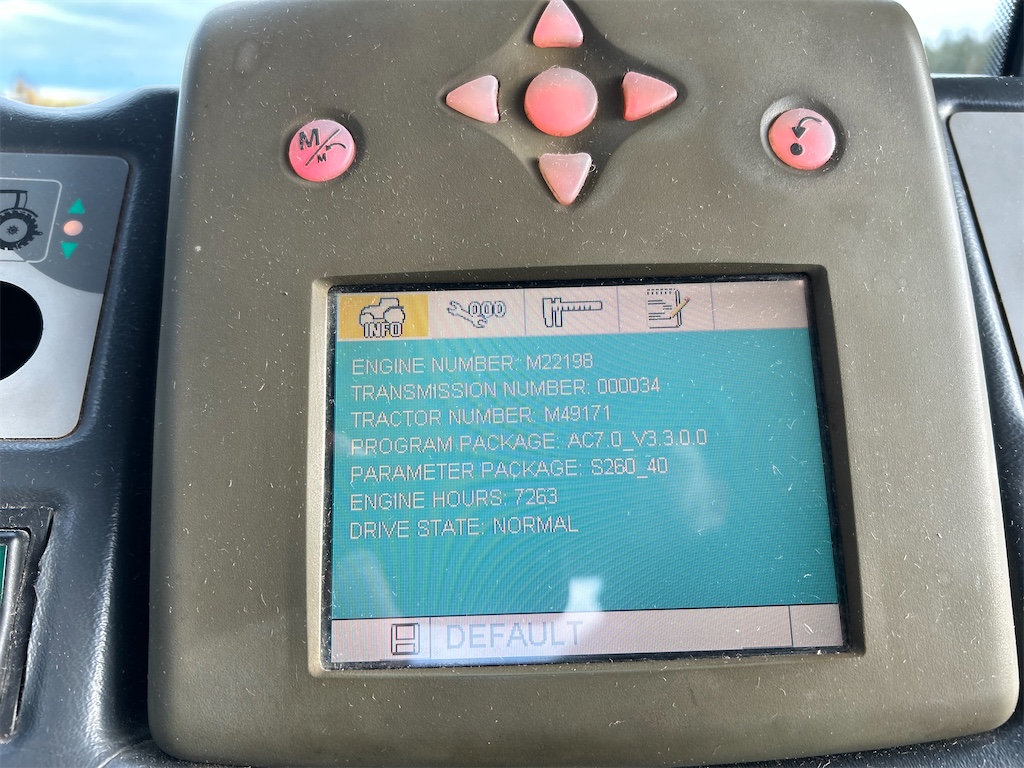 M/M
INFO
ENGINE NUMBER: M22198
TRANSMISSION NUMBER: 000034
TRACTOR NUMBER: M49171
PROGRAM PACKAGE: AC7.0_V3.3.0.0
PARAMETER PACKAGE: S260_40
ENGINE HOURS: 7263
DRIVE STATE: NORMAL
DEFAULT